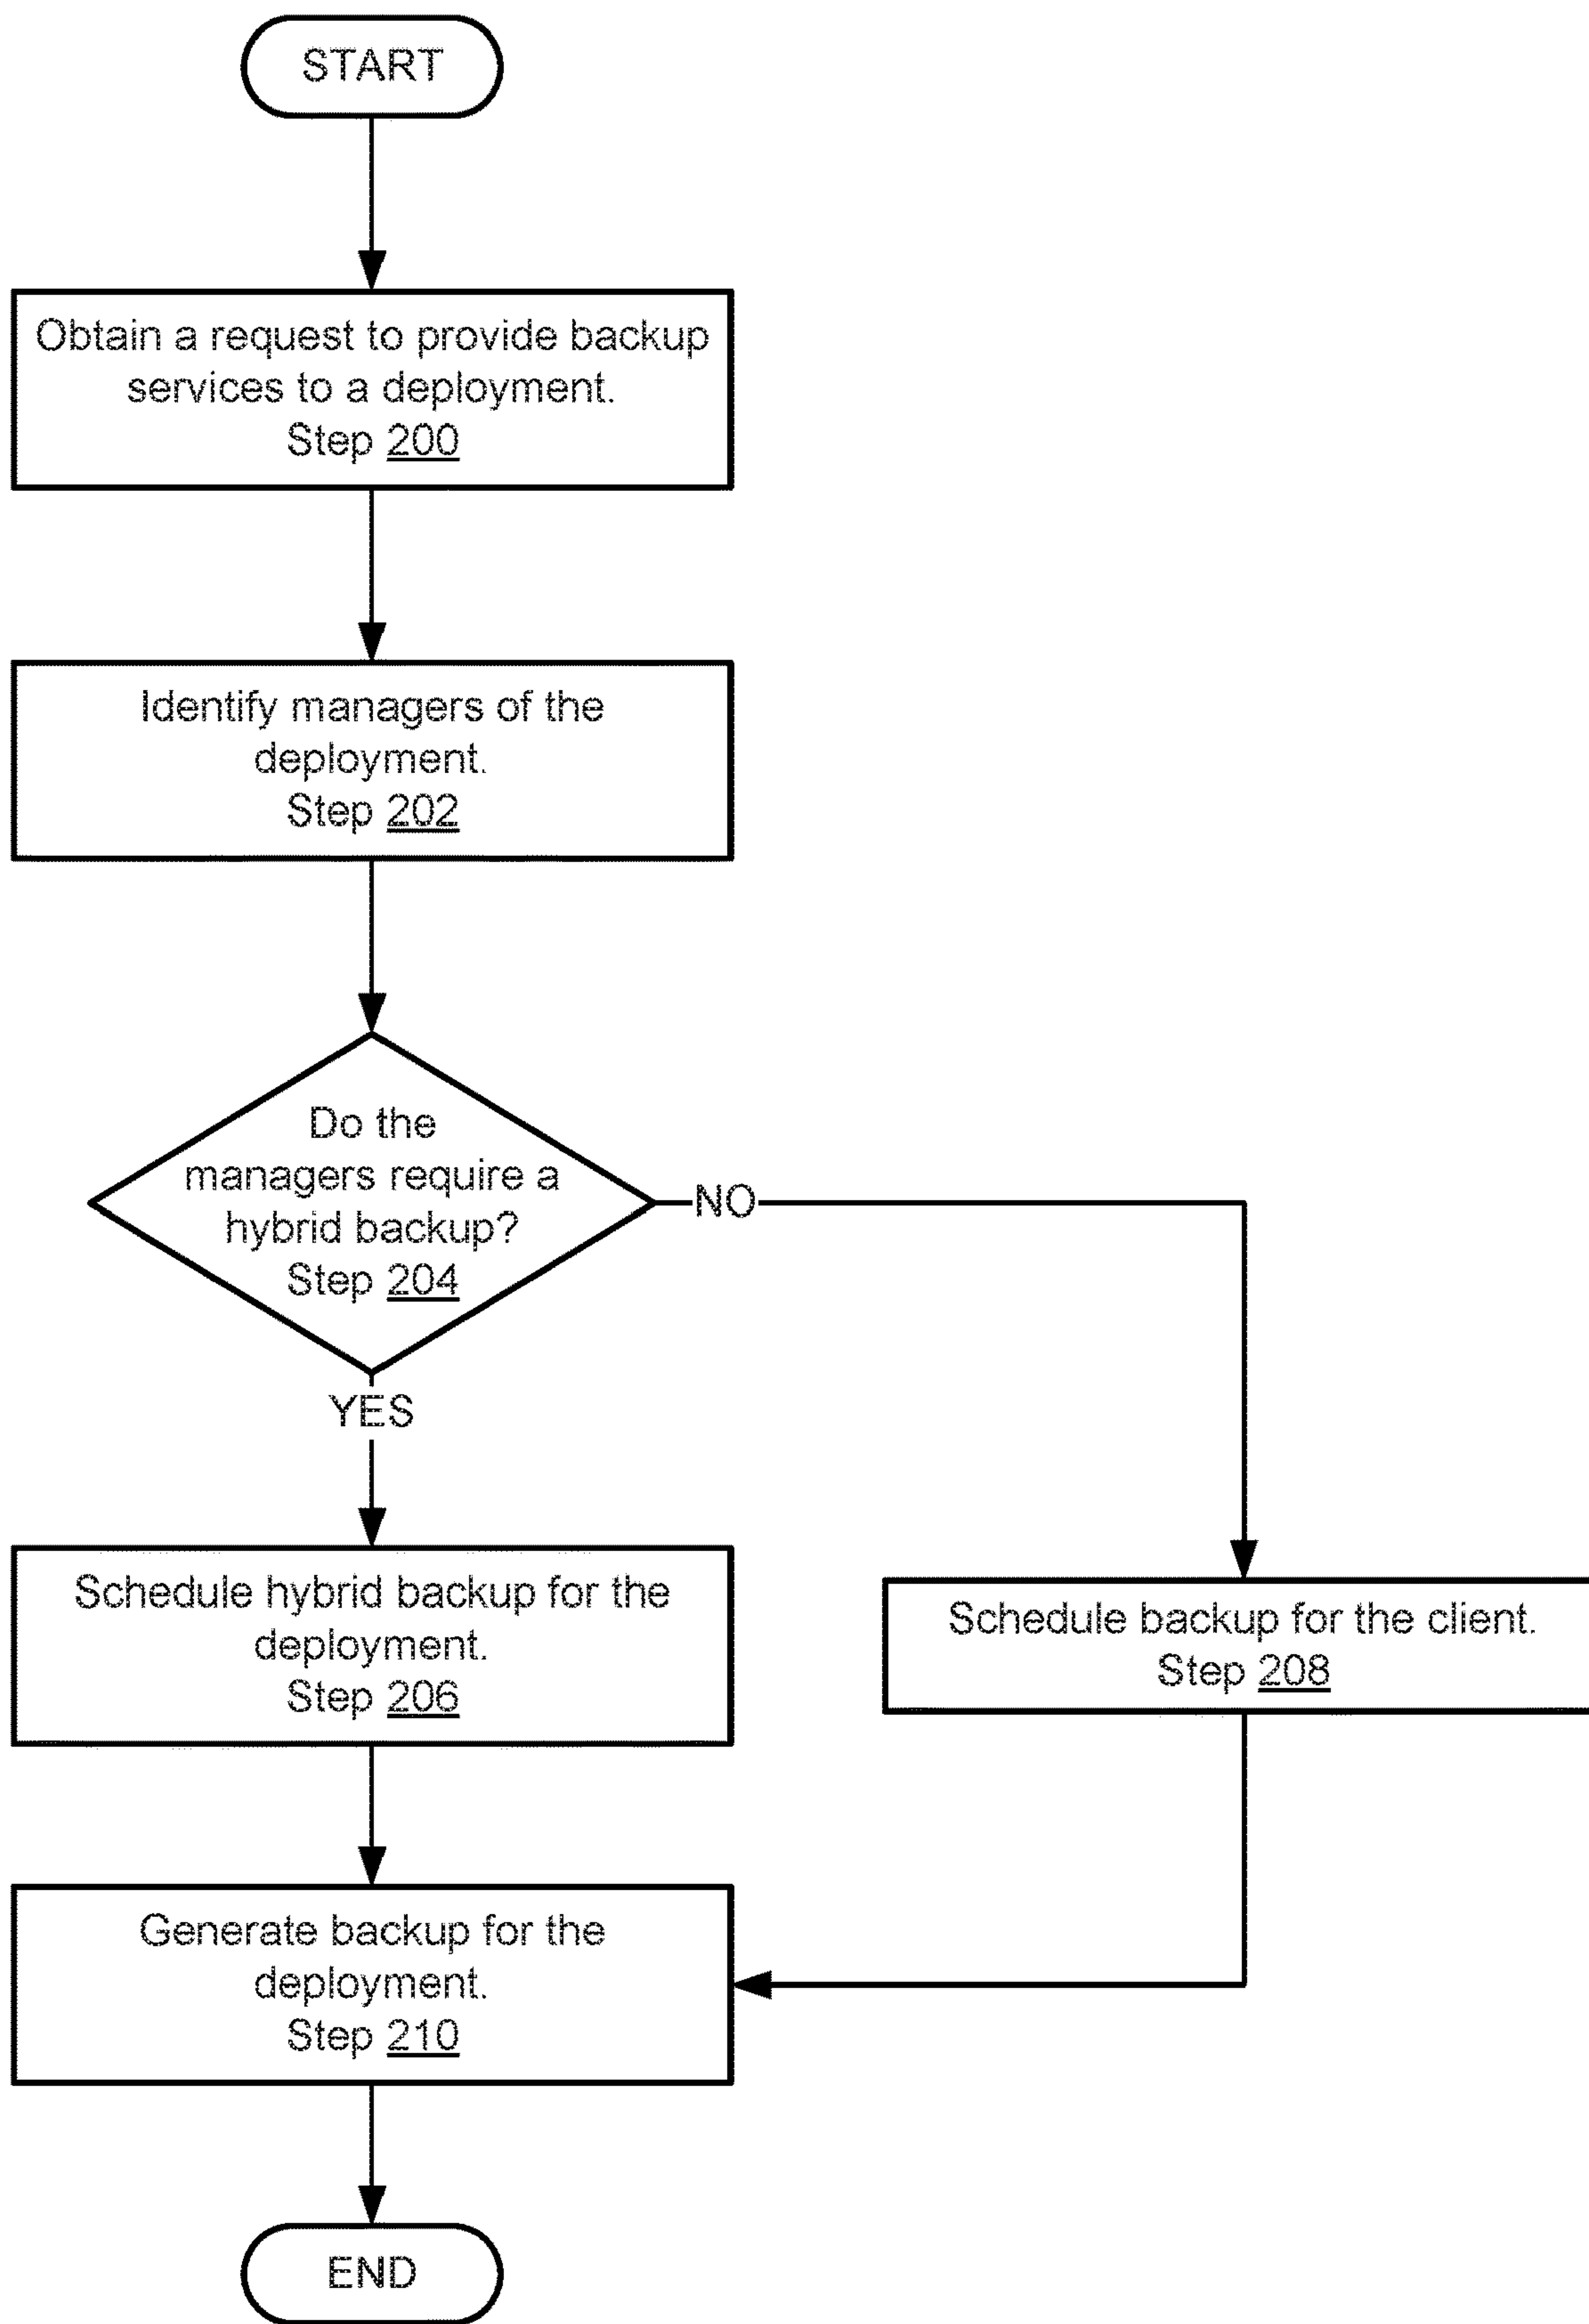 START
Obtain a request to provide backup
services to a deployment.
Step 200
Identify managers of the
deployment.
Step 202
Do the
managers require a
hybrid backup?
Step 204
NO
YES
Schedule hybrid backup for the
deployment.
Step 206
Schedule backup for the client.
Step 208
Generate backup for the
deployment.
Step 210
END